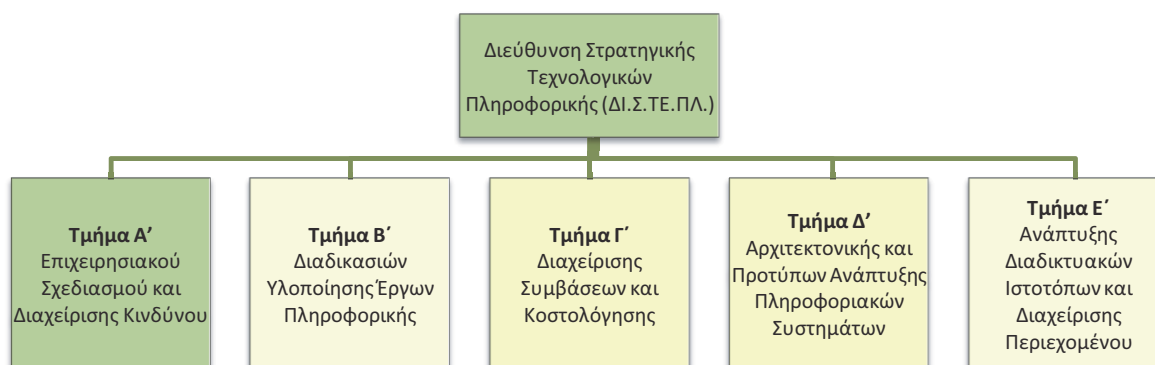 Διεύθυνση Στρατηγικής
Τεχνολογικών
Πληροφορικής (ΔΙ.Σ.ΤΕ.ΠΛ.)
Τμήμα Α’
Επιχειρησιακού
Σχεδιασμού και
Διαχείρισης Κινδύνου
Τμήμα Β΄
Διαδικασιών
Υλοποίησης Έργων
Πληροφορικής
Τμήμα Γ΄
Διαχείρισης
Συμβάσεων και
Κοστολόγησης
Τμήμα Δ’
Αρχιτεκτονικής και
Προτύπων Ανάπτυξης
Πληροφοριακών
Συστημάτων
Τμήμα Ε΄
Ανάπτυξης
Διαδικτυακών
Ιστοτόπων και
Διαχείρισης
Περιεχομένου